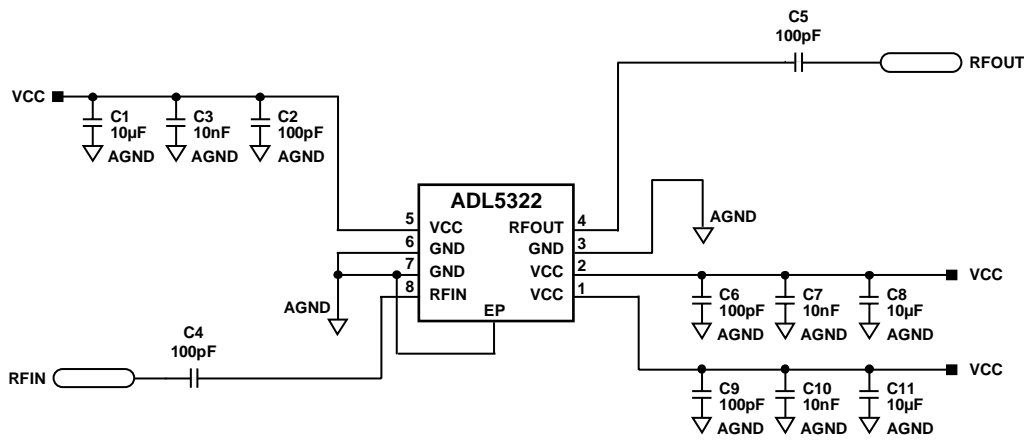 C5
100pF
RFOUT
VCC
C1
10µF
AGND
C3
10nF
AGND
C2
100pF
AGND
ADL5322
5
VCC
6
GND
7
GND
8
RFIN
RFOUT
4
GND
3
VCC
2
VCC
1
EP
AGND
AGND
C4
100pF
RFIN
VCC
C6
100pF
AGND
C7
10nF
AGND
C8
10µF
AGND
VCC
C9
100pF
AGND
C10
10nF
AGND
C11
10µF
AGND